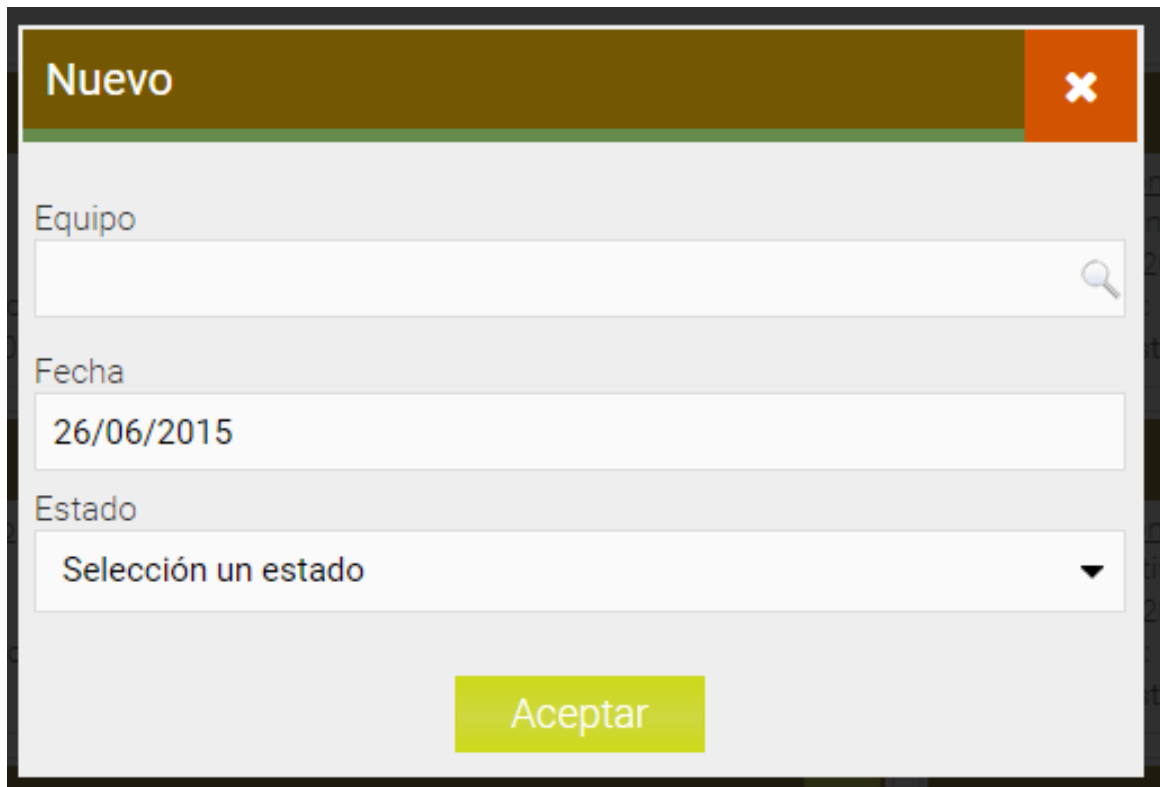 Nuevo
Equipo
Fecha
26/06/2015
Estado
Selección un estado
Aceptar